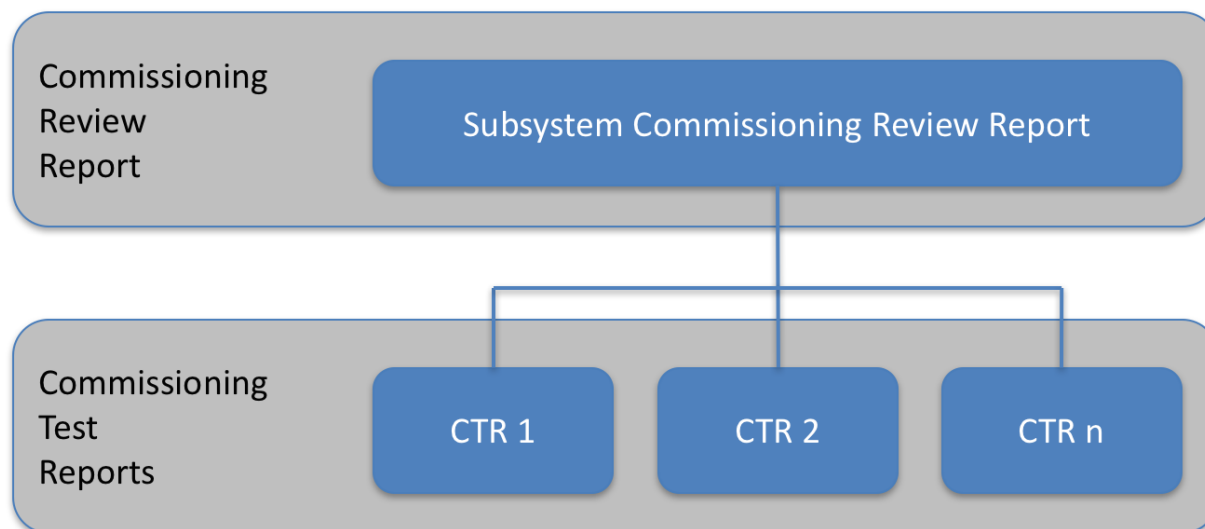 Commissioning
Review
Report
Subsystem Commissioning Review Report
Commissioning
Test
Reports
CTR 1
CTR 2
CTR n